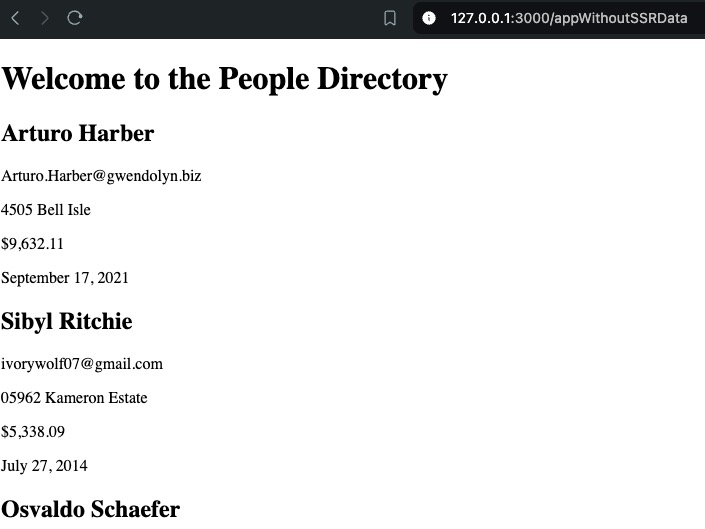 127.0.0.1:3000/appWithoutSSRData
Welcome to the People Directory
Arturo Harber
Arturo.Harber@gwendolyn.biz
4505 Bell Isle
$9,632.11
September 17, 2021
Sibyl Ritchie
ivorywolf07@gmail.com
05962 Kameron Estate
$5,338.09
July 27, 2014
Osvaldo Schaefer